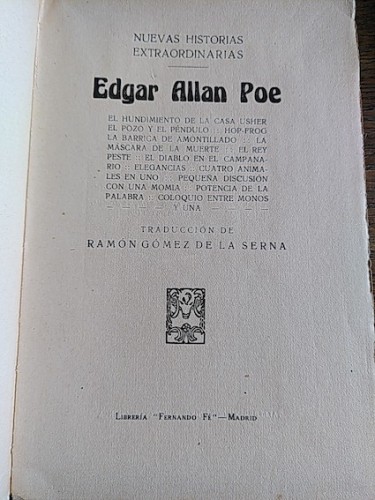 NUEVAS HISTORIAS
EXTRAORDINARIAS
Edgar Allan Poe
EL HUNDIMIENTO DE LA CASA USHER
EL POZO Y EL PÉNDULO :: HOP-FROG
LA BARRICA DE AMONTILLADO :: LA
MÁSCARA DE LA MUERTE :: EL REY
PESTE :: EL DIABLO EN EL CAMPANA-
RIO :: ELEGANCIAS :: CUATRO ANIMA-
LES EN UNO :: PEQUEÑA DISCUSIÓN
CON UNA MOMIA :: POTENCIA DE LA
PALABRA :: COLOQUIO ENTRE MONOS
Y UNA
TRADUCCIÓN DE
RAMÓN GÓMEZ DE LA SERNA
LIBRERÍA "FERNANDO FÉ"—MADRID